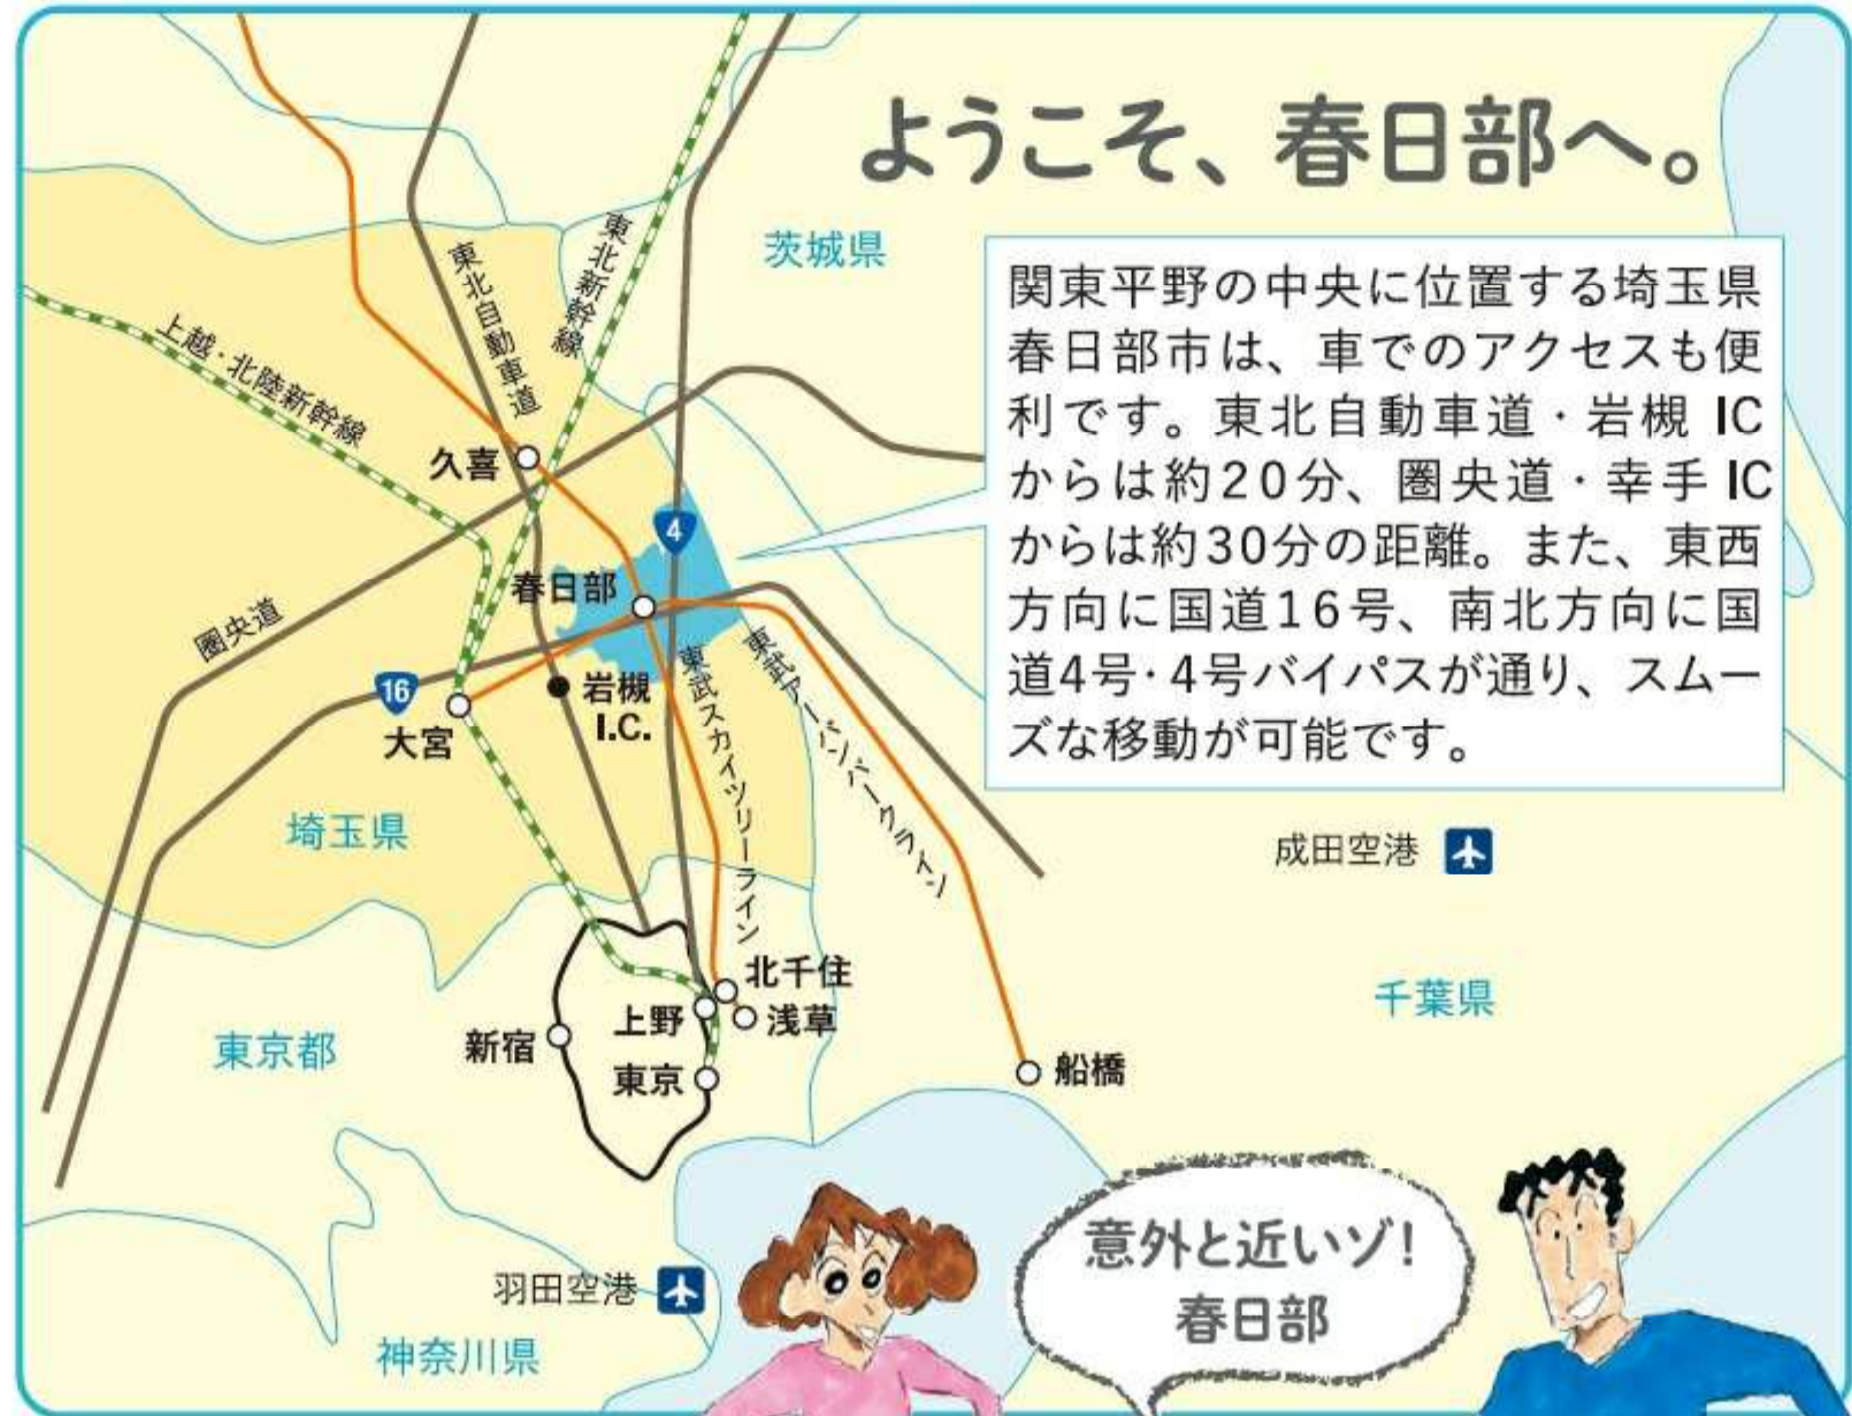 ようこそ、春日部へ。
茨城県
関東平野の中央に位置する埼玉県
春日部市は、車でのアクセスも便
利です。東北自動車道・岩槻 IC
からは約20分、圏央道・幸手 IC
からは約30分の距離。また、東西
方向に国道16号、南北方向に国
道4号・4号バイパスが通り、スムー
ズな移動が可能です。
東北新幹線
東北自動車道
上越・北陸新幹線
久喜
4
春日部
圏央道
16
大宮
岩槻
I.C.
東武スカイツリーライン
東武アーバンパークライン
埼玉県
成田空港
千葉県
北千住
上野
浅草
新宿
東京
東京都
船橋
羽田空港
神奈川県
意外と近いゾ!
春日部